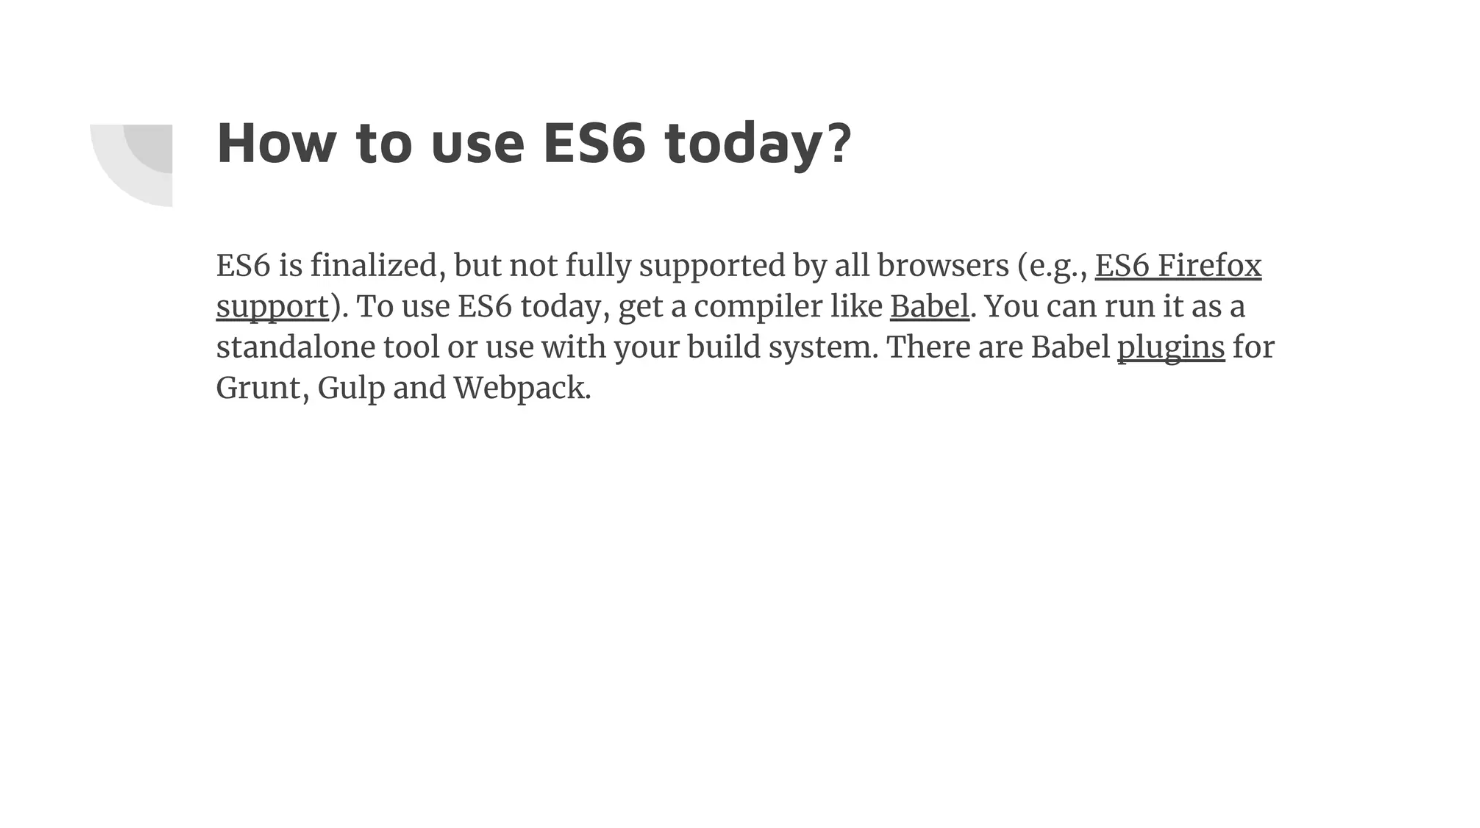 How to use ES6 today?
ES6 is finalized, but not fully supported by all browsers (e.g., ES6 Firefox
support). To use ES6 today, get a compiler like Babel. You can run it as a
standalone tool or use with your build system. There are Babel plugins for
Grunt, Gulp and Webpack.